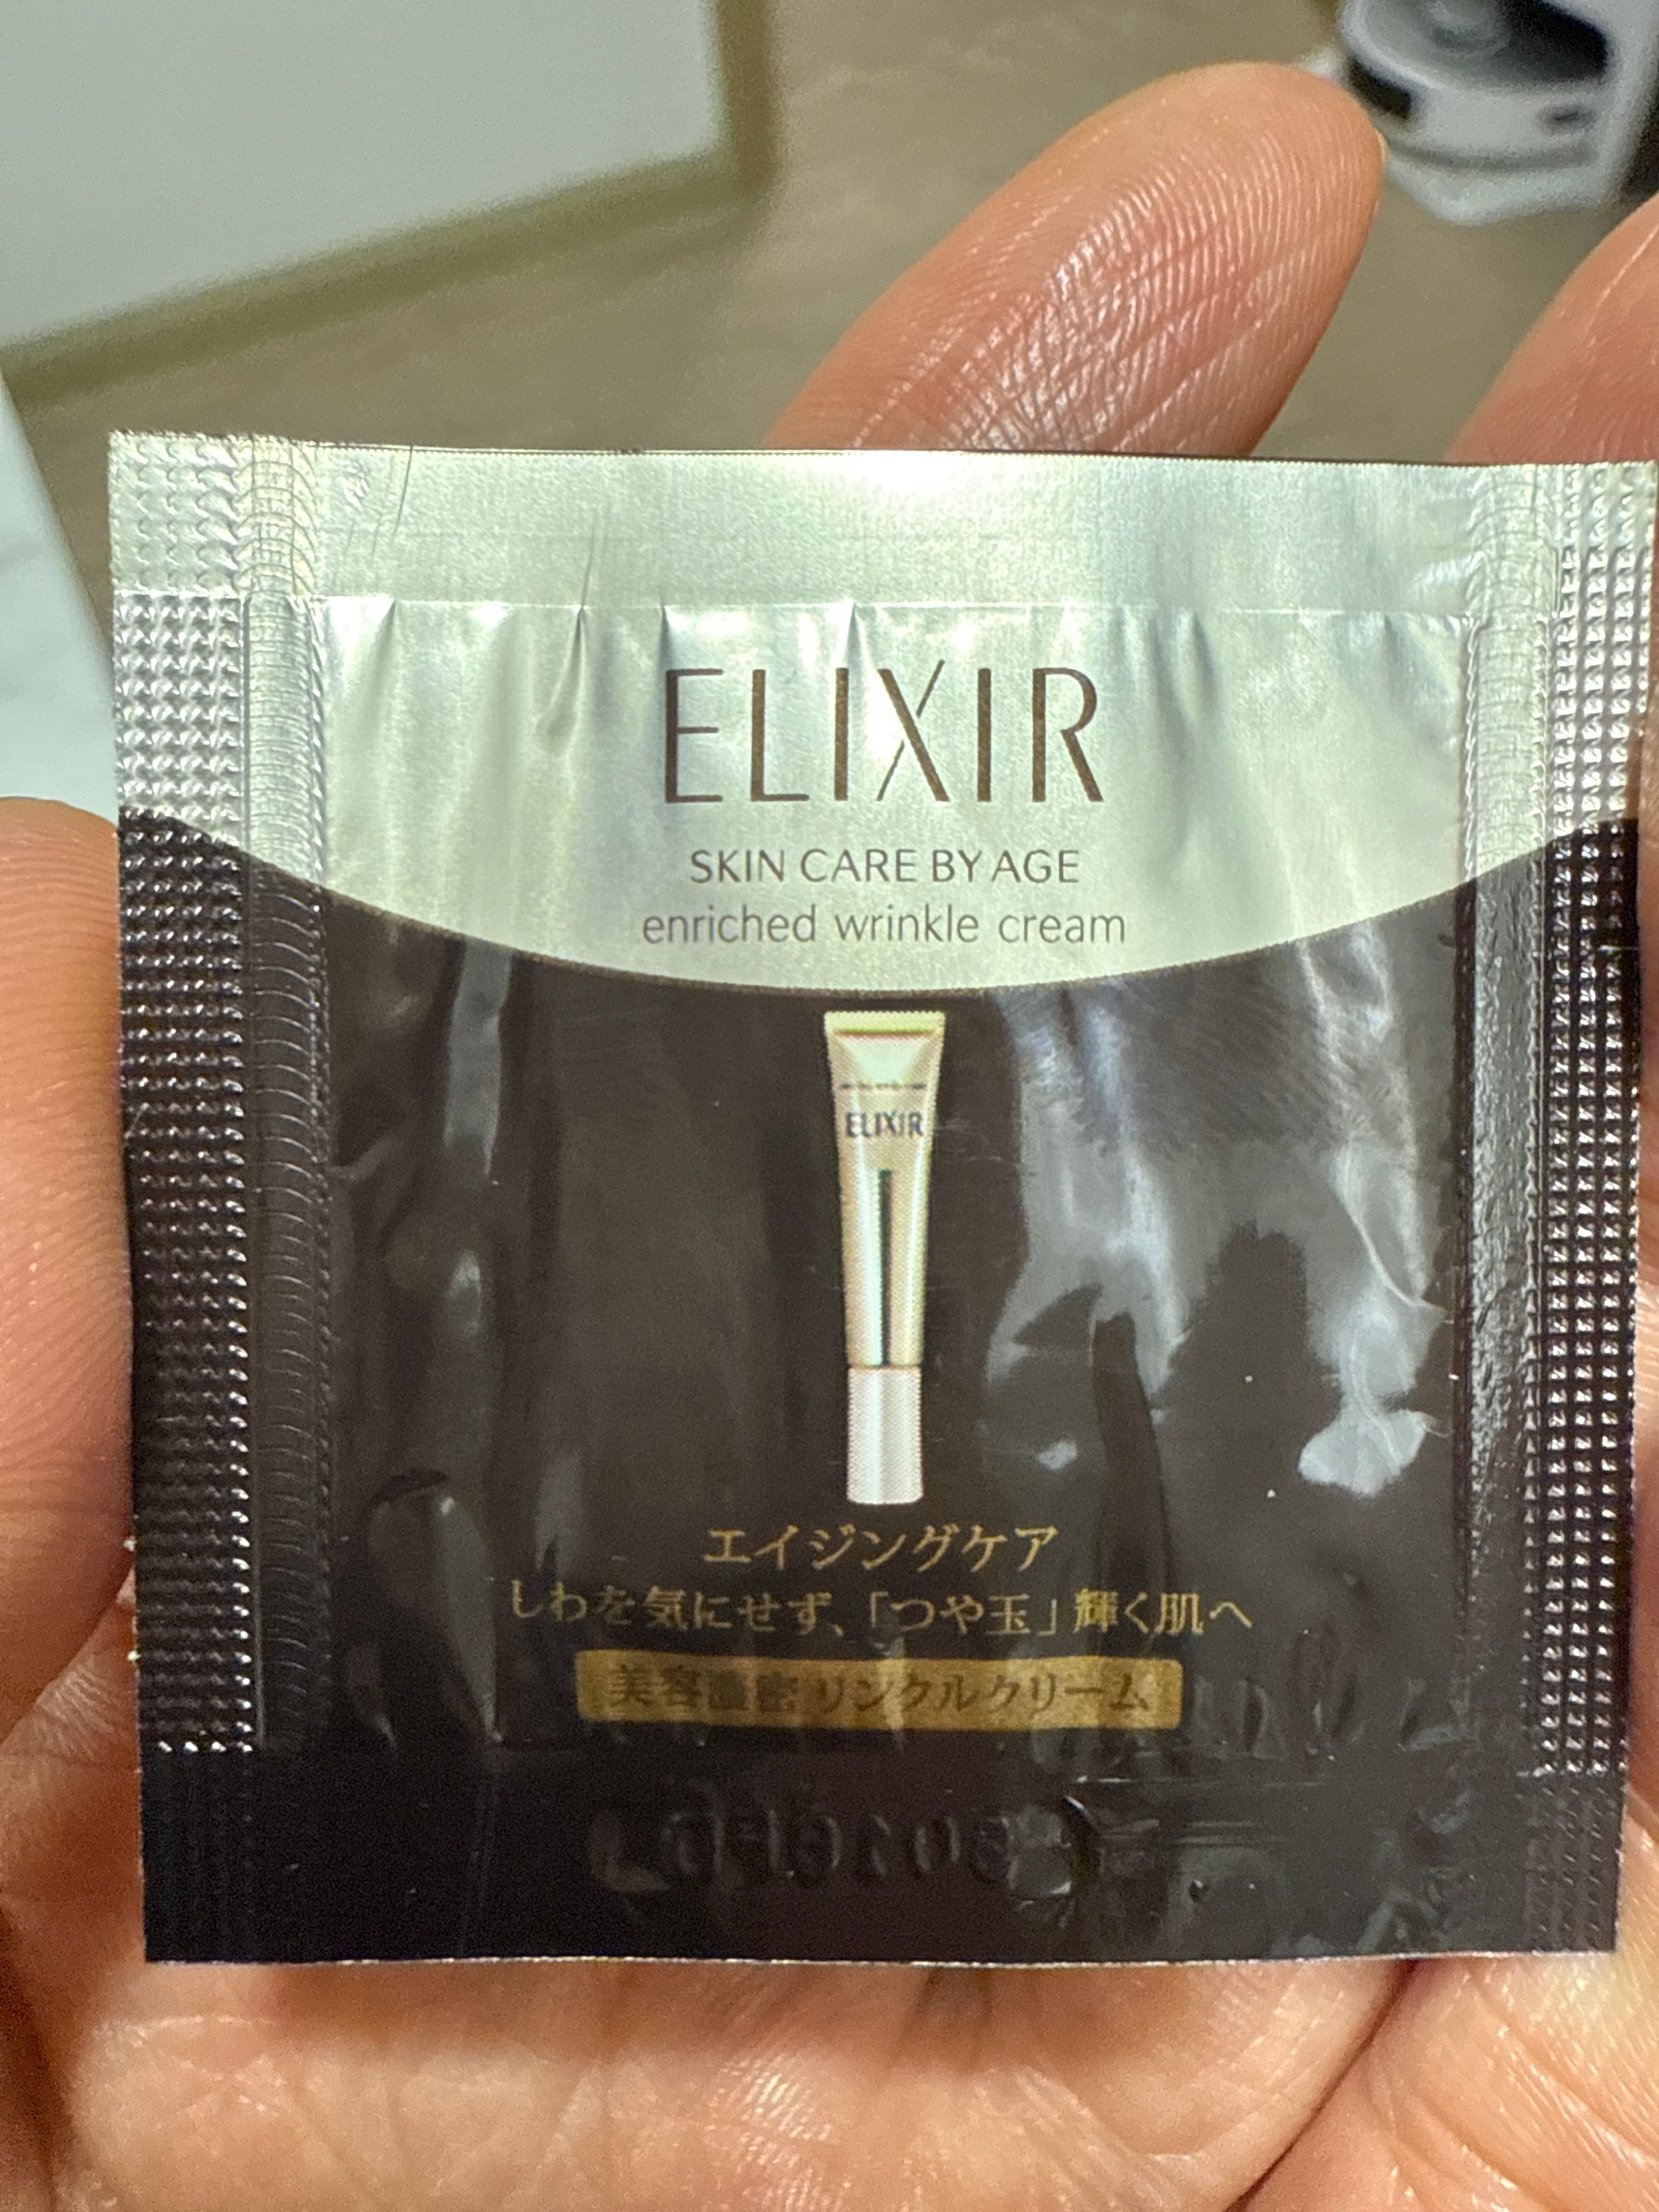 ELIXIR
SKIN CARE BY AGE
enriched wrinkle cream
ELIXIR
エイジングケア
しわを気にせず、「つや玉」輝く肌へ
美容濃密リンクルクリーム